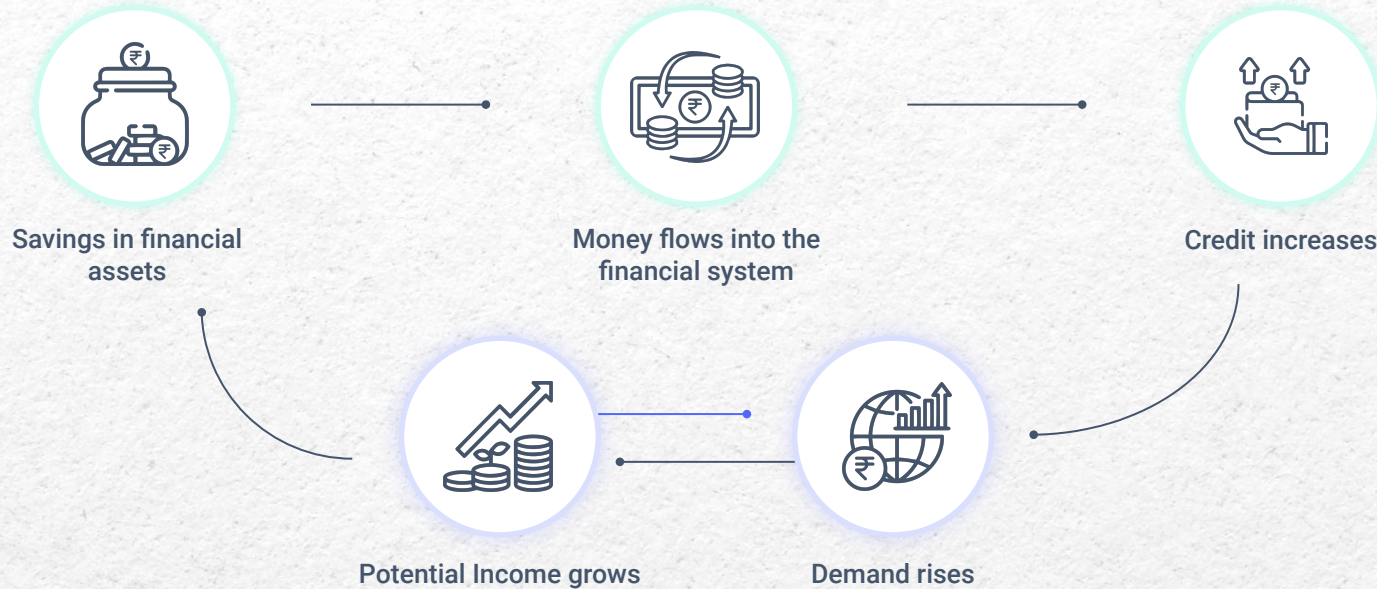 Savings in financial
assets
Money flows into the
financial system
Credit increases
Potential Income grows
Demand rises